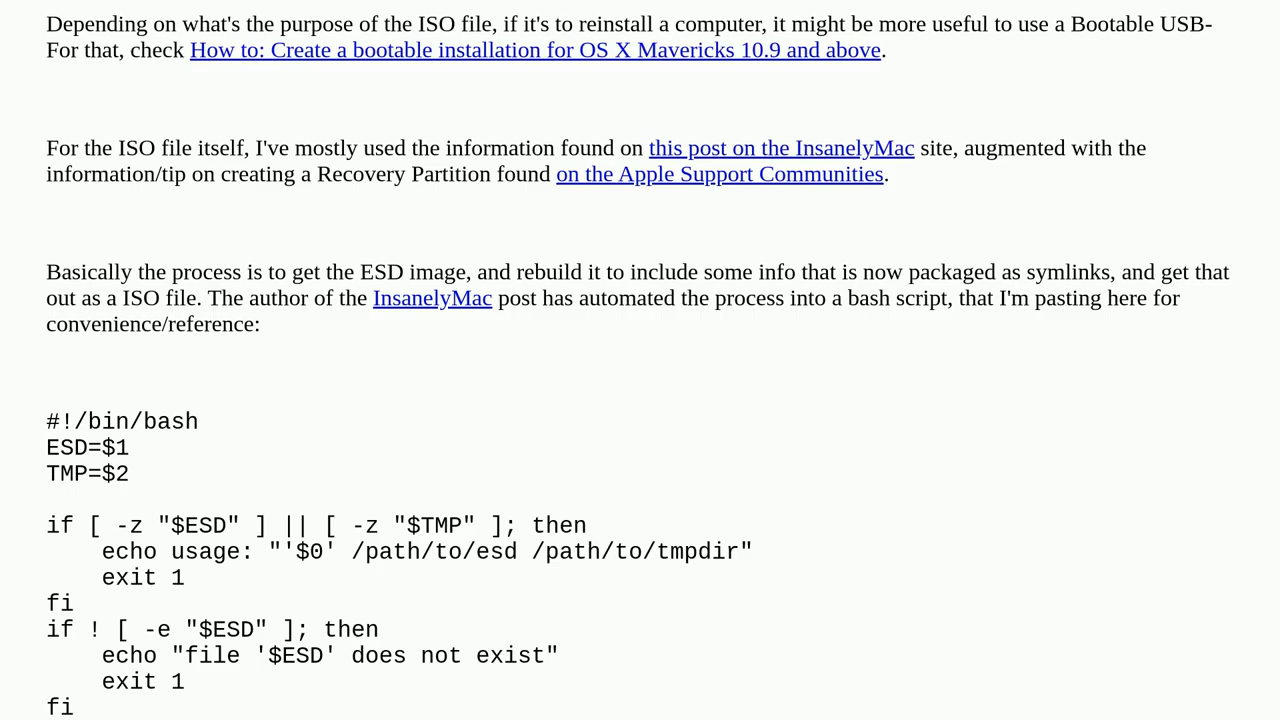 Depending on what's the purpose of the ISO file, if it's to reinstall a computer, it might be more useful to use a Bootable USB-
For that, check How to: Create a bootable installation for OS X Mavericks 10.9 and above.
For the ISO file itself, I've mostly used the information found on this post on the InsanelyMac site, augmented with the
information/tip on creating a Recovery Partition found on the Apple Support Communities.
Basically the process is to get the ESD image, and rebuild it to include some info that is now packaged as symlinks, and get that
out as a ISO file. The author of the InsanelyMac post has automated the process into a bash script, that I'm pasting here for
convenience/reference:
#!/bin/bash
ESD=$1
TMP=$2
if [ -z "$ESD" ] || [ -z "$TMP" ]; then
    echo usage: "'$0' /path/to/esd /path/to/tmpdir"
    exit 1
fi
if ! [ -e "$ESD" ]; then
    echo "file '$ESD' does not exist"
    exit 1
fi